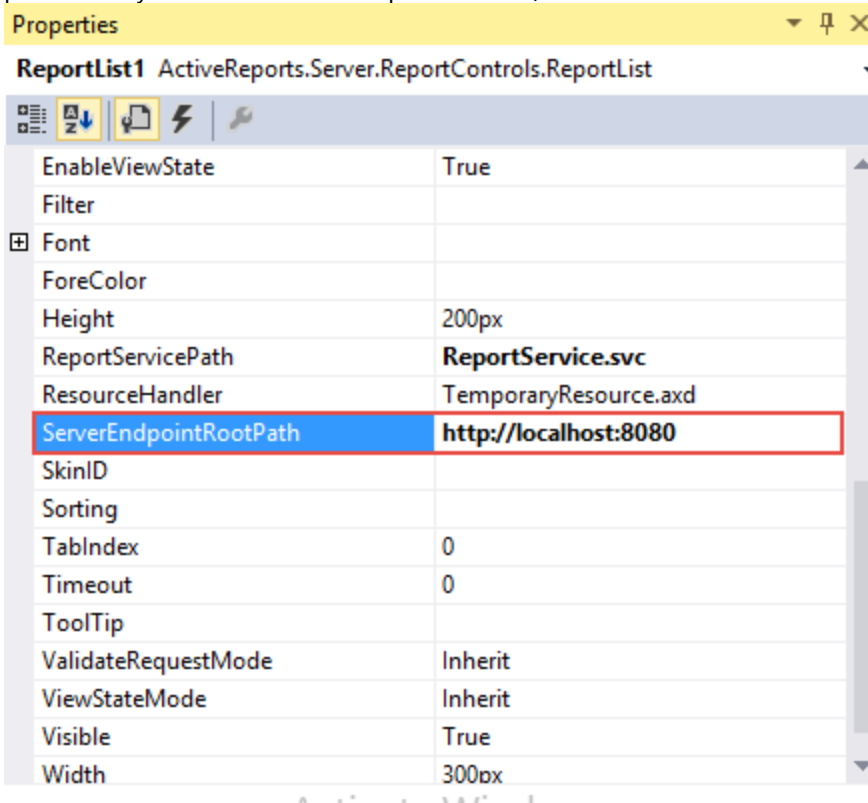 Properties
ReportList1 ActiveReports.Server.ReportControls.ReportList
EnableViewState True
Filter
Font
ForeColor
Height 200px
ReportServicePath ReportService.svc
ResourceHandler TemporaryResource.axd
ServerEndpointRootPath http://localhost:8080
SkinID
Sorting
TabIndex 0
Timeout 0
ToolTip
ValidateRequestMode Inherit
ViewStateMode Inherit
Visible True
Width 300px